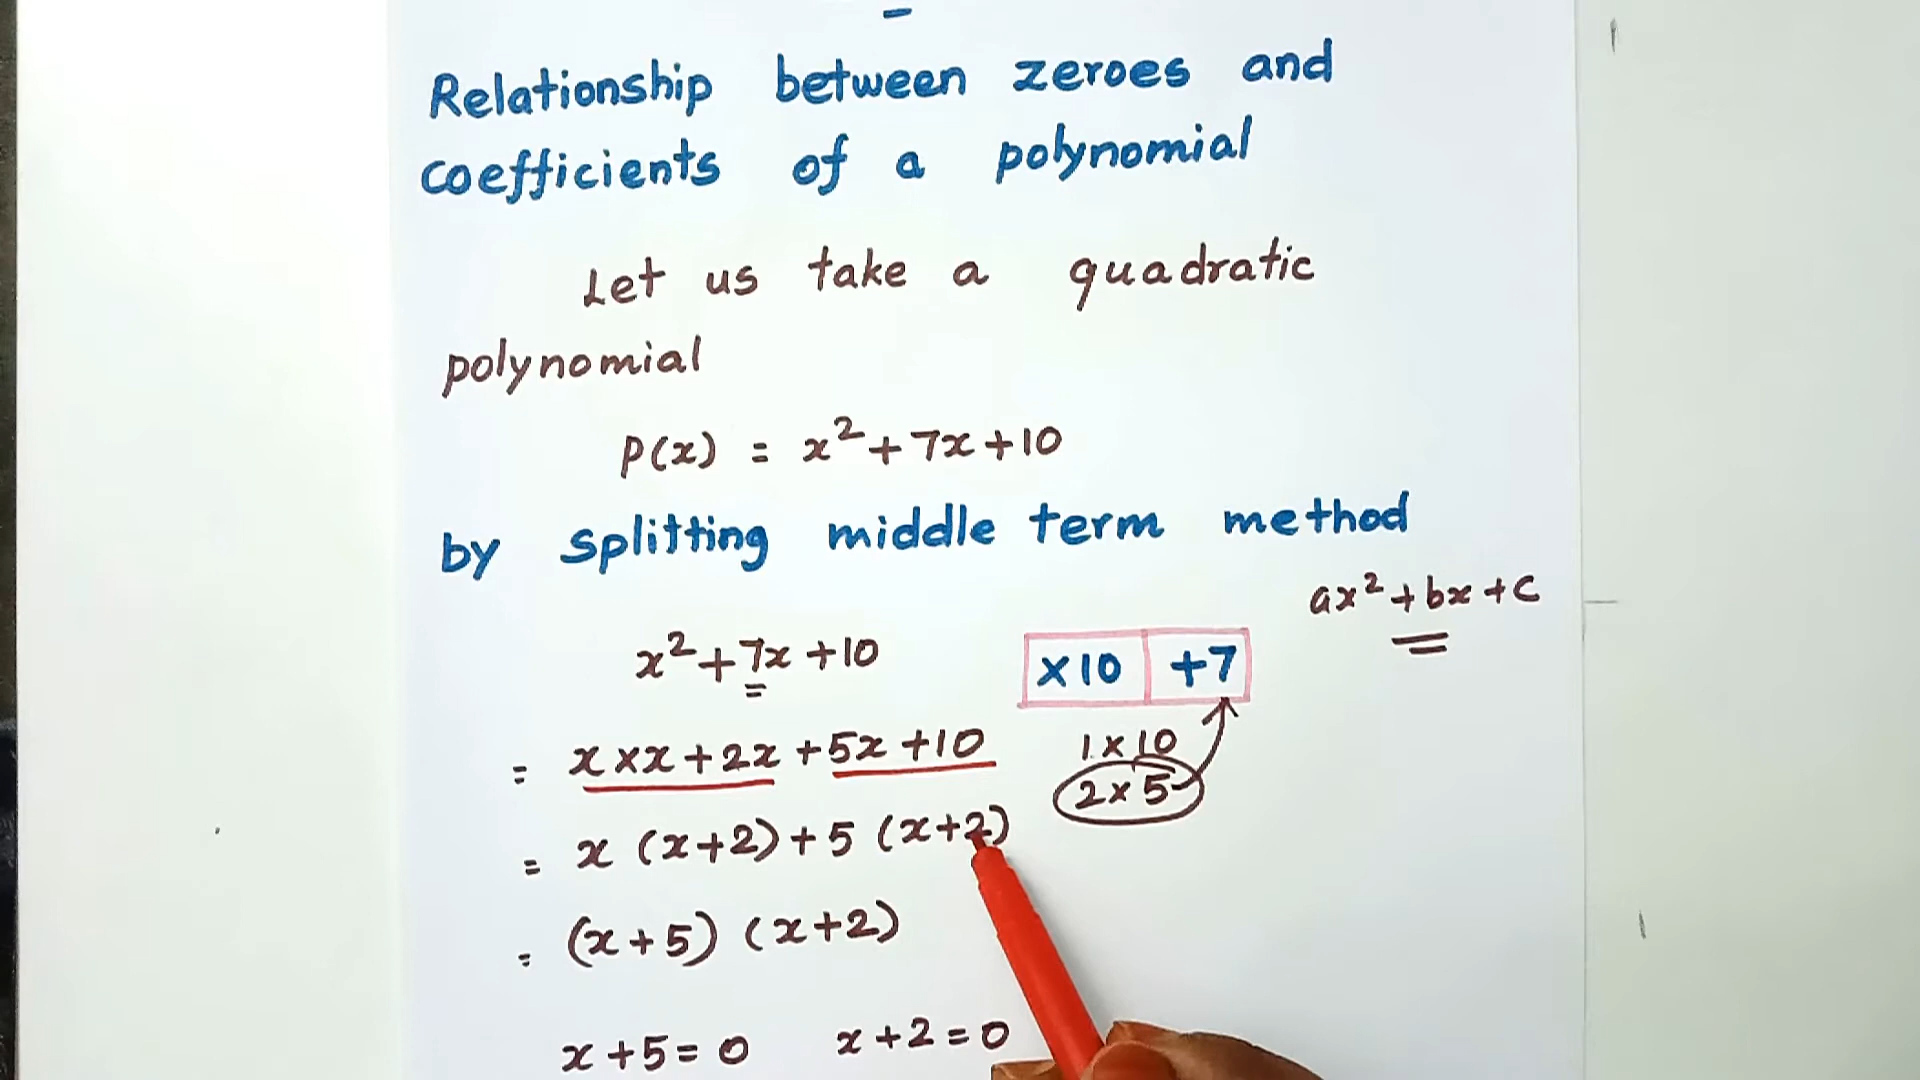 Relationship between zeroes and
coefficients of a polynomial
Let us take a quadratic
polynomial
P(x) = x² + 7x + 10
by splitting middle term method
ax² + bx + c
x² + 7x + 10
×10 +7
= x × x + 2x + 5x + 10
1 × 10
2 × 5
= x (x+2) + 5 (x+2)
= (x+5) (x+2)
x + 5 = 0 x + 2 = 0